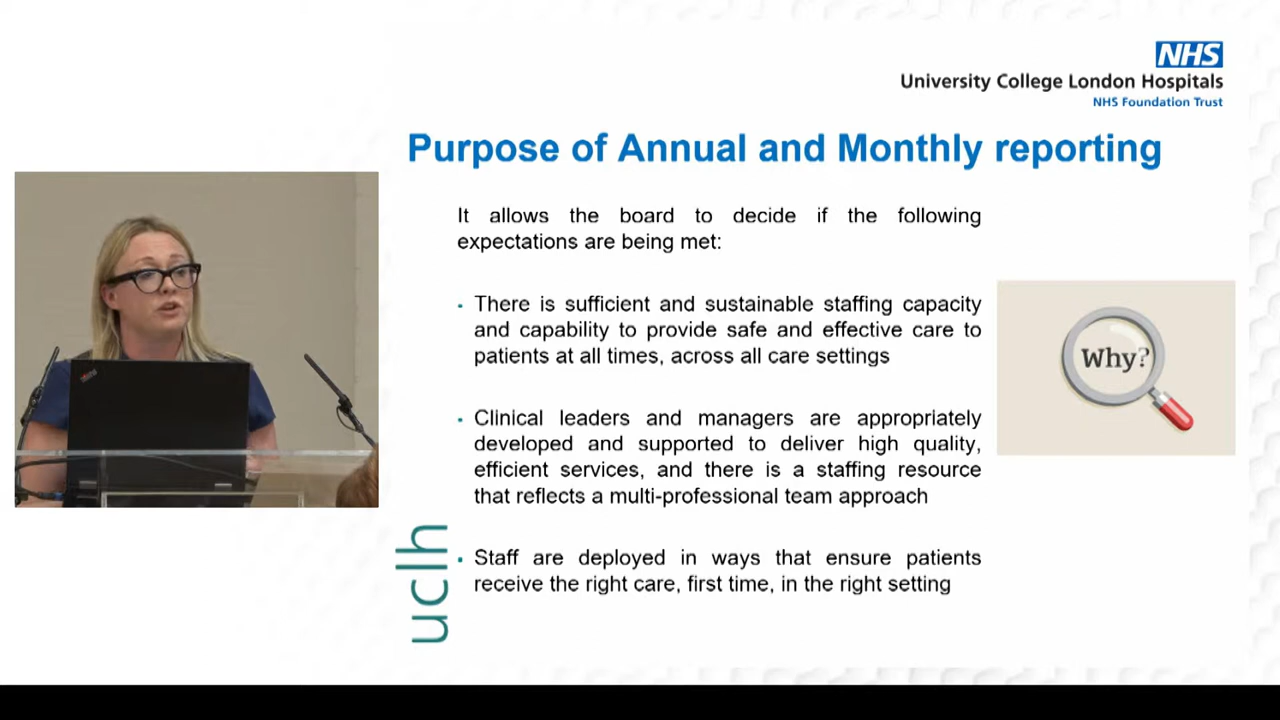 NHS
University College London Hospitals
NHS Foundation Trust
Purpose of Annual and Monthly reporting
It allows the board to decide if the following
expectations are being met:
There is sufficient and sustainable staffing capacity
and capability to provide safe and effective care to
patients at all times, across all care settings
Clinical leaders and managers are appropriately
developed and supported to deliver high quality,
efficient services, and there is a staffing resource
that reflects a multi-professional team approach
Staff are deployed in ways that ensure patients
receive the right care, first time, in the right setting
Why?
uclh